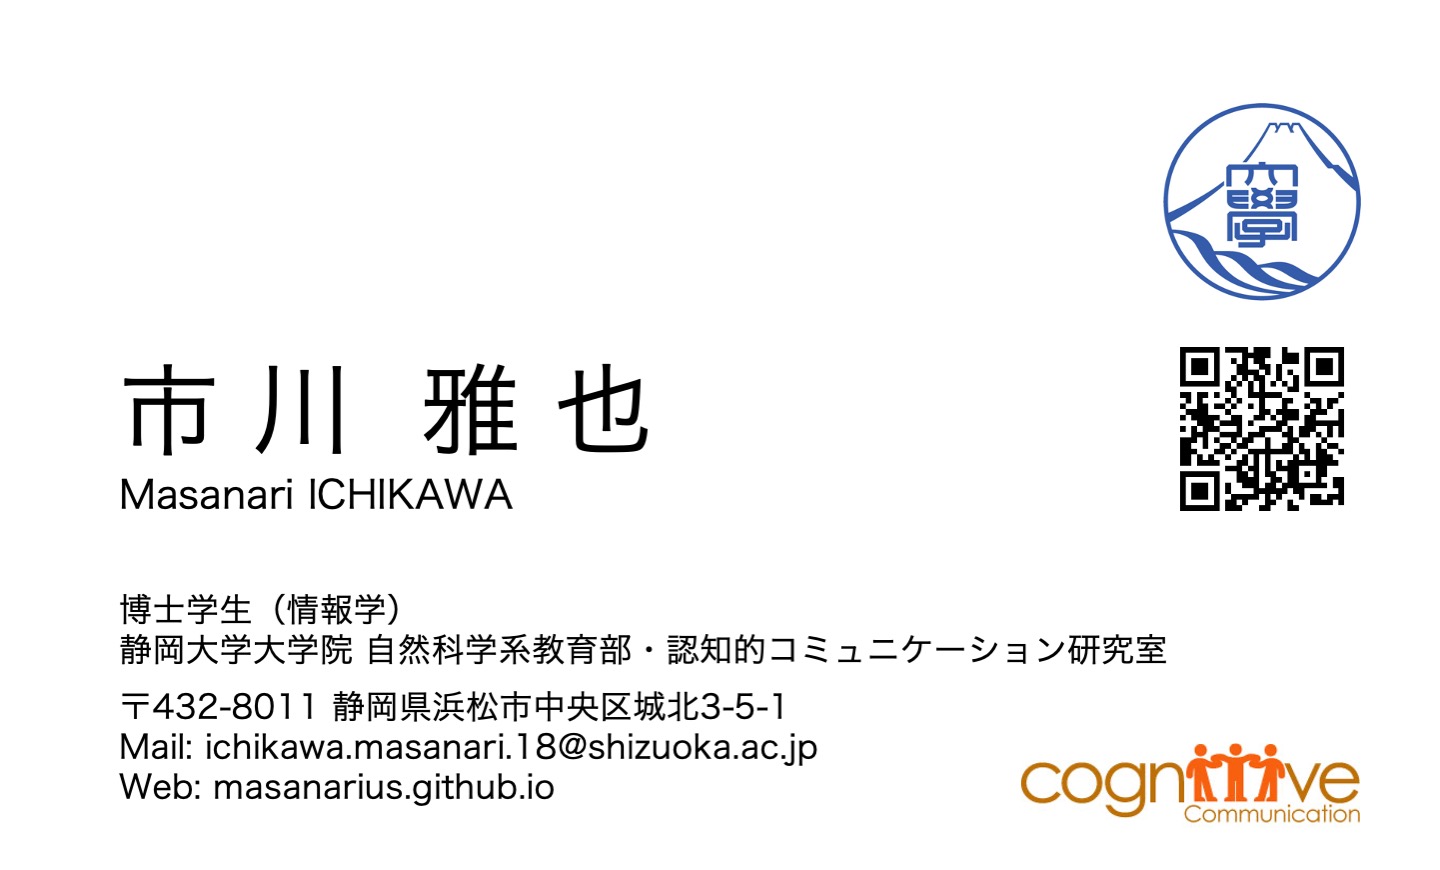 大學
市川 雅也
Masanari ICHIKAWA
博士学生（情報学）
静岡大学大学院 自然科学系教育部・認知的コミュニケーション研究室
〒432-8011 静岡県浜松市中央区城北3-5-1
Mail: ichikawa.masanari.18@shizuoka.ac.jp
Web: masanarius.github.io
cognitive
Communication